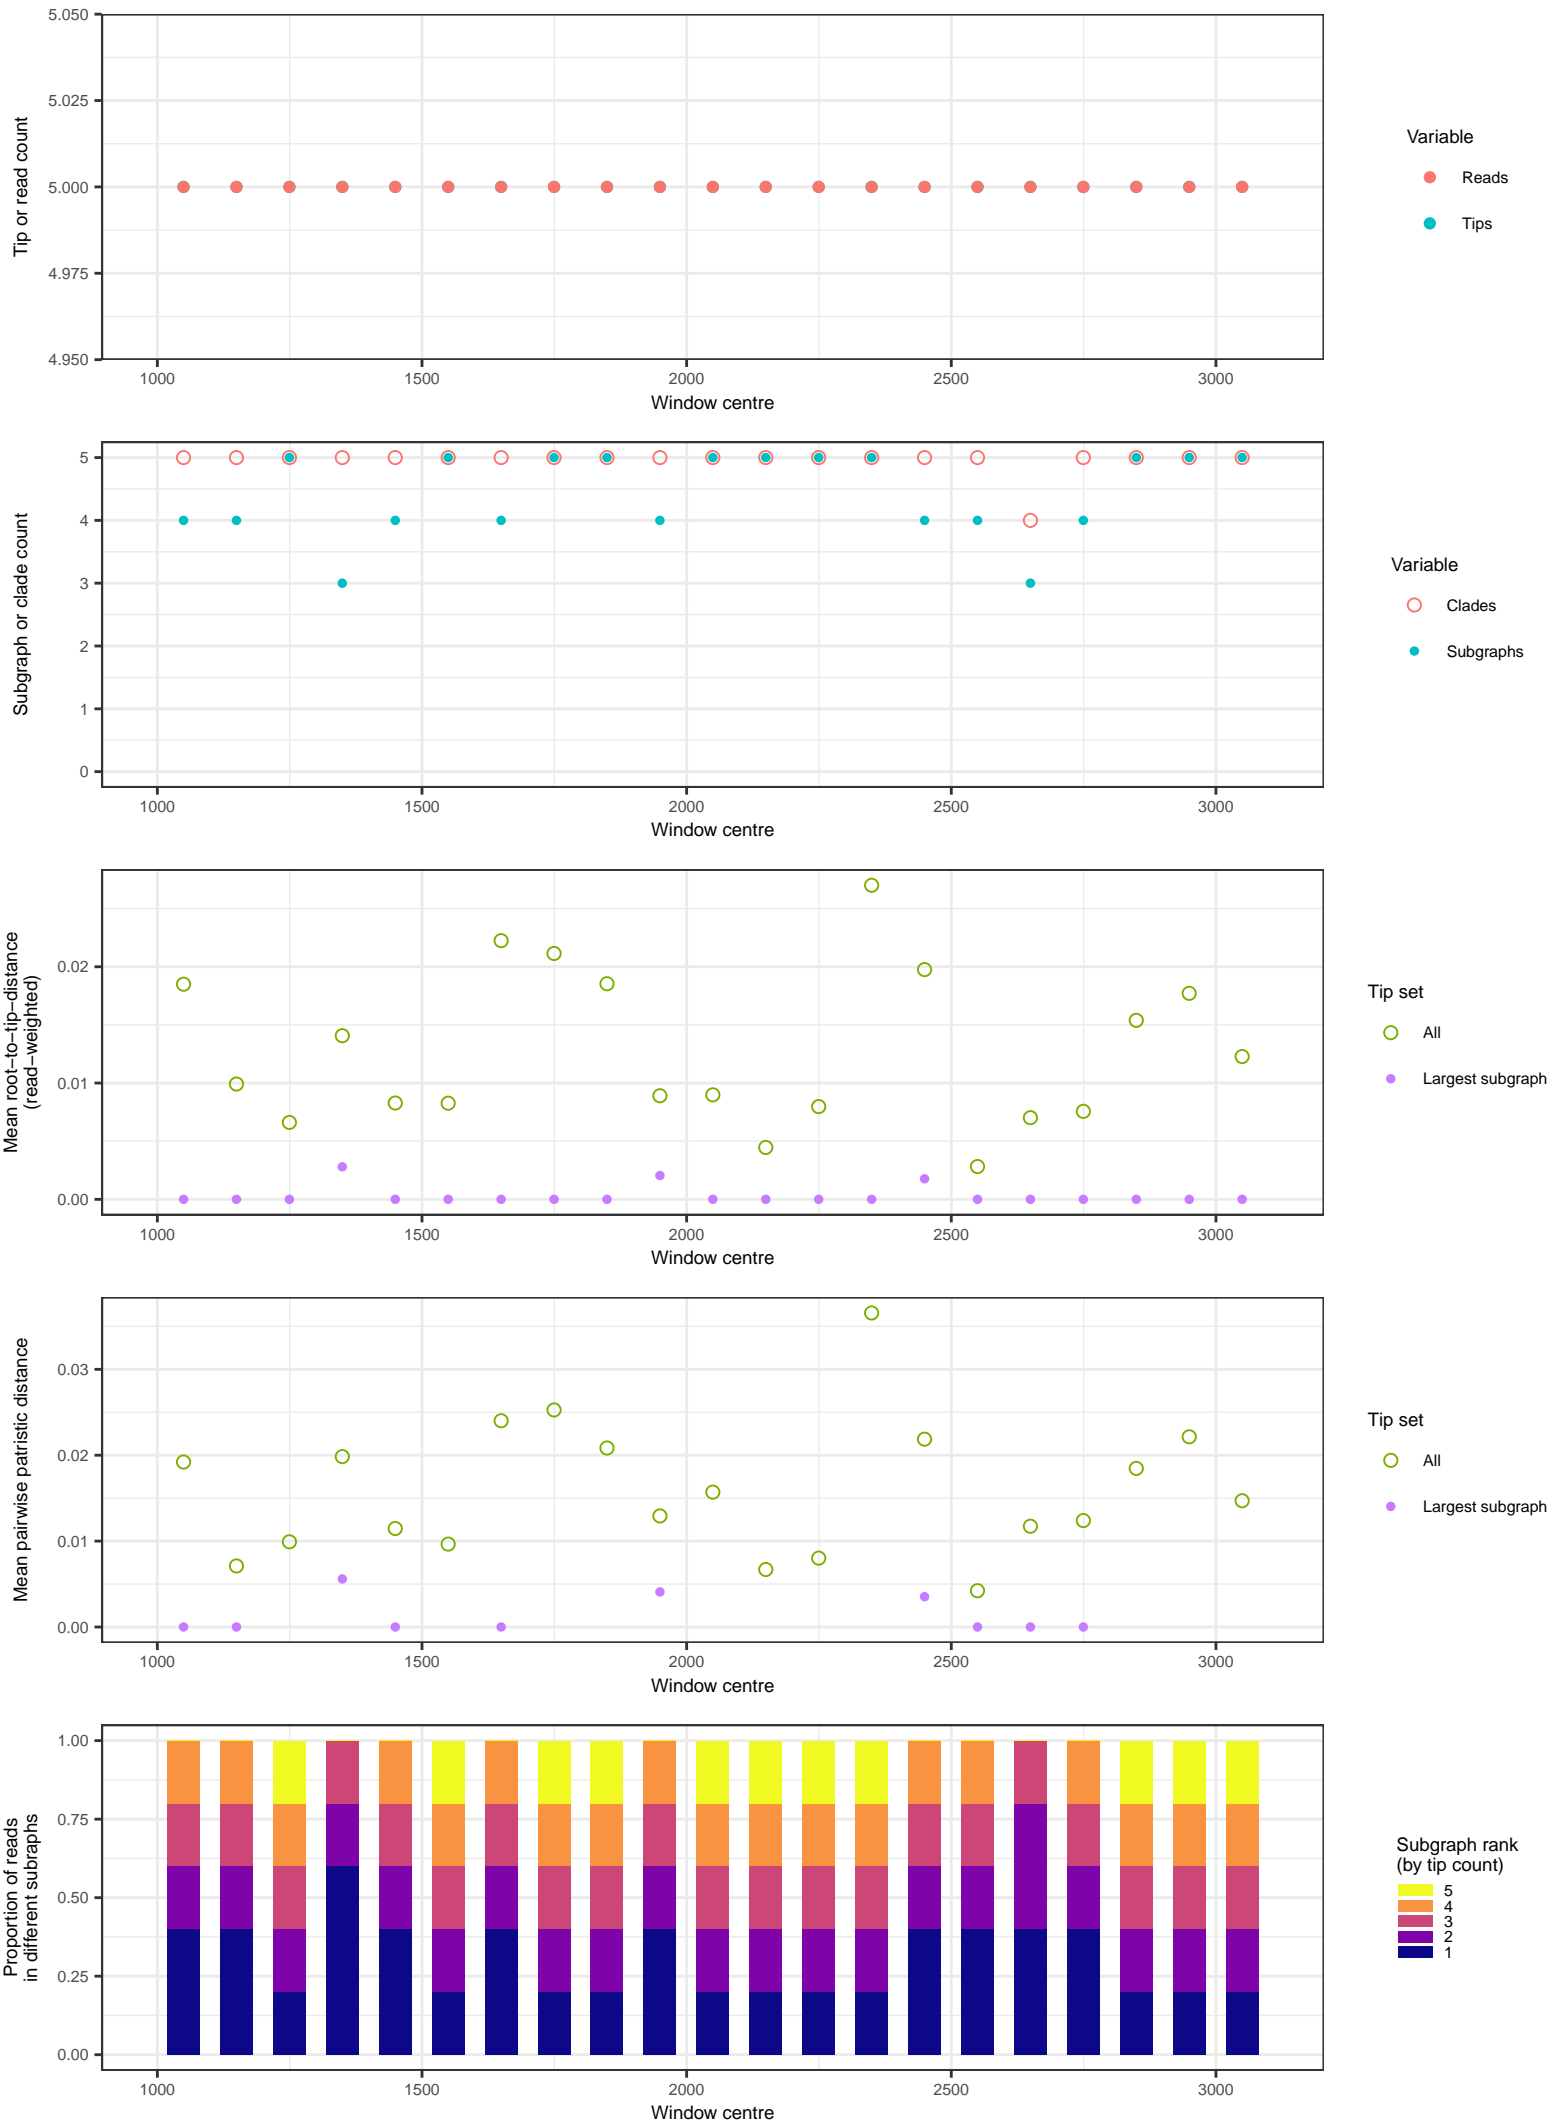 5.050
5.025
5.000
4.975
4.950
Tip or read count
1000 1500 2000 2500 3000
Window centre
Variable
Reads
Tips
5
4
3
2
1
0
Subgraph or clade count
1000 1500 2000 2500 3000
Window centre
Variable
Clades
Subgraphs
0.02
0.01
0.00
Mean root−to−tip−distance
(read−weighted)
1000 1500 2000 2500 3000
Window centre
Tip set
All
Largest subgraph
0.03
0.02
0.01
0.00
Mean pairwise patristic distance
1000 1500 2000 2500 3000
Window centre
Tip set
All
Largest subgraph
1.00
0.75
0.50
0.25
0.00
Proportion of reads
in different subraphs
1000 1500 2000 2500 3000
Window centre
Subgraph rank
(by tip count)
5
4
3
2
1